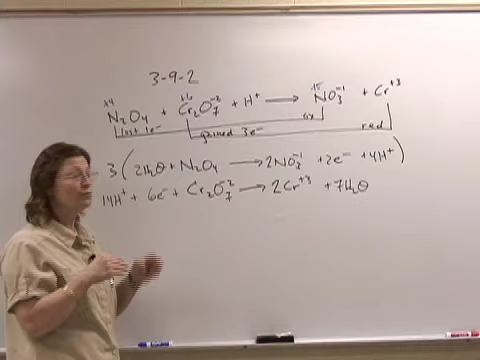 3-9-2
+4 +6 +5
N₂O₄ + Cr₂O₇⁻² + H⁺ → NO₃⁻¹ + Cr⁺³
lost 1e⁻ ox
gained 3e⁻ red
3(2H₂O + N₂O₄ → 2NO₃⁻¹ + 2e⁻ + 4H⁺)
14H⁺ + 6e⁻ + Cr₂O₇⁻² → 2Cr⁺³ + 7H₂O